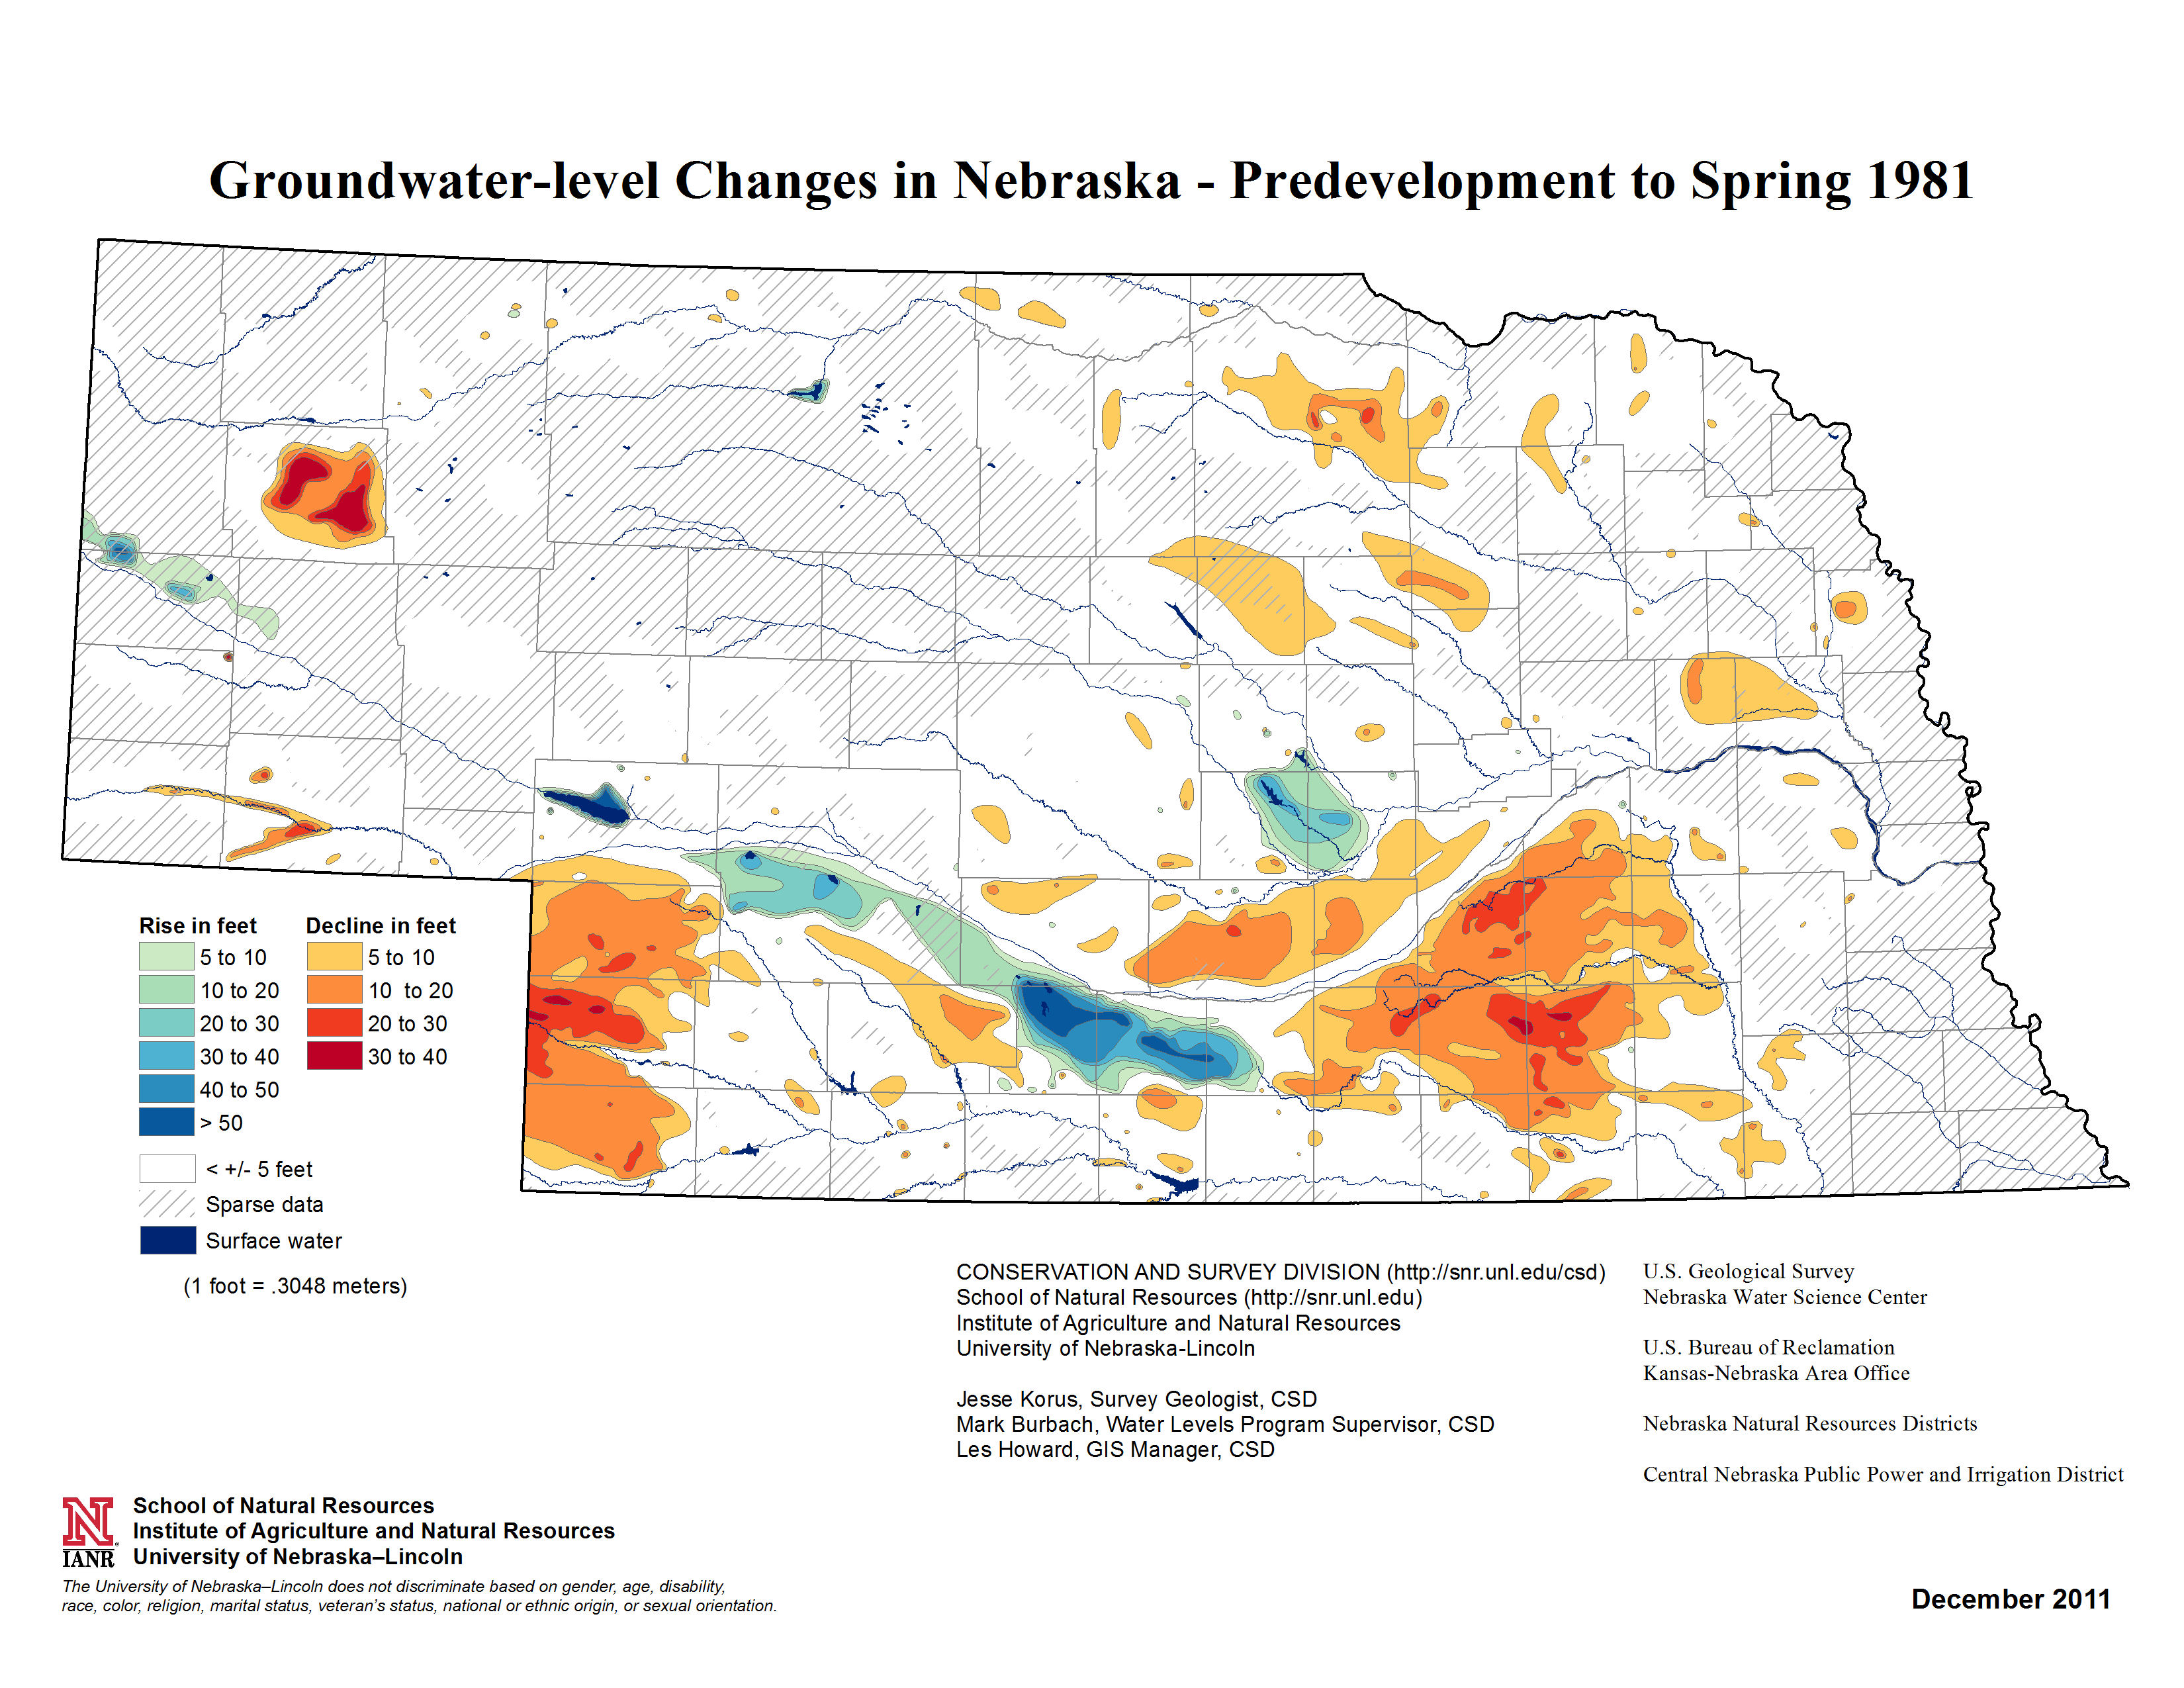 Groundwater-level Changes in Nebraska - Predevelopment to Spring 1981
Rise in feet
5 to 10
10 to 20
20 to 30
30 to 40
40 to 50
> 50
Decline in feet
5 to 10
10 to 20
20 to 30
30 to 40
< +/- 5 feet
Sparse data
Surface water
(1 foot = .3048 meters)
CONSERVATION AND SURVEY DIVISION (http://snr.unl.edu/csd)
School of Natural Resources (http://snr.unl.edu)
Institute of Agriculture and Natural Resources
University of Nebraska-Lincoln
Jesse Korus, Survey Geologist, CSD
Mark Burbach, Water Levels Program Supervisor, CSD
Les Howard, GIS Manager, CSD
U.S. Geological Survey
Nebraska Water Science Center
U.S. Bureau of Reclamation
Kansas-Nebraska Area Office
Nebraska Natural Resources Districts
Central Nebraska Public Power and Irrigation District
N
IANR
®
School of Natural Resources
Institute of Agriculture and Natural Resources
University of Nebraska–Lincoln
The University of Nebraska–Lincoln does not discriminate based on gender, age, disability,
race, color, religion, marital status, veteran's status, national or ethnic origin, or sexual orientation.
December 2011